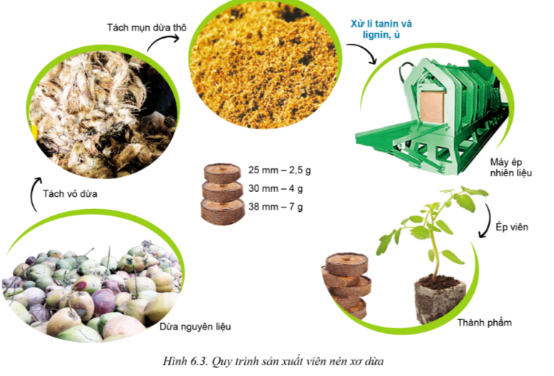 Tách mụn dừa thô
Xử lí tanin và
lignin, ủ
Máy ép
nhiên liệu
Tách vỏ dừa
25 mm – 2,5 g
30 mm – 4 g
38 mm – 7 g
Ép viên
Dừa nguyên liệu
Thành phẩm
Hình 6.3. Quy trình sản xuất viên nén xơ dừa